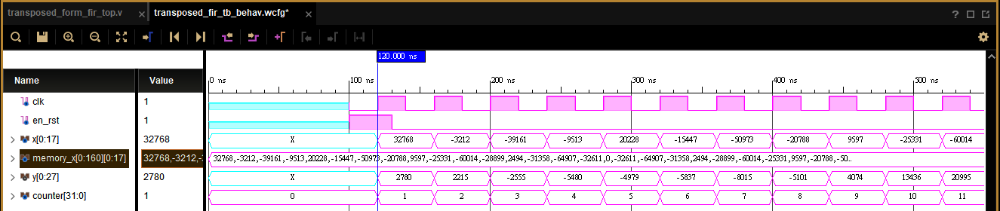 transposed_form_fir_top.v × transposed_fir_tb_behav.wcfg* × ?
120.000 ns
Name Value 0 ns 100 ns 200 ns 300 ns 400 ns 500 ns
clk 1
en_rst 1
x[0:17] 32768 X 32768 -3212 -39161 -9513 20228 -15447 -50973 -20788 9597 -25331 -60014
memory_x[0:160][0:17] 32768,-3212,- 32768,-3212,-39161,-9513,20228,-15447,-50973,-20788,9597,-25331,-60014,-28899,2494,-31358,-64907,-32611,0,-32611,-64907,-31358,2494,-28899,-60014,-25331,9597,-20788,-50...
y[0:27] 2780 X 2780 2215 -2555 -5480 -4979 -5837 -8015 -5101 4074 13436 20995
counter[31:0] 1 0 1 2 3 4 5 6 7 8 9 10 11